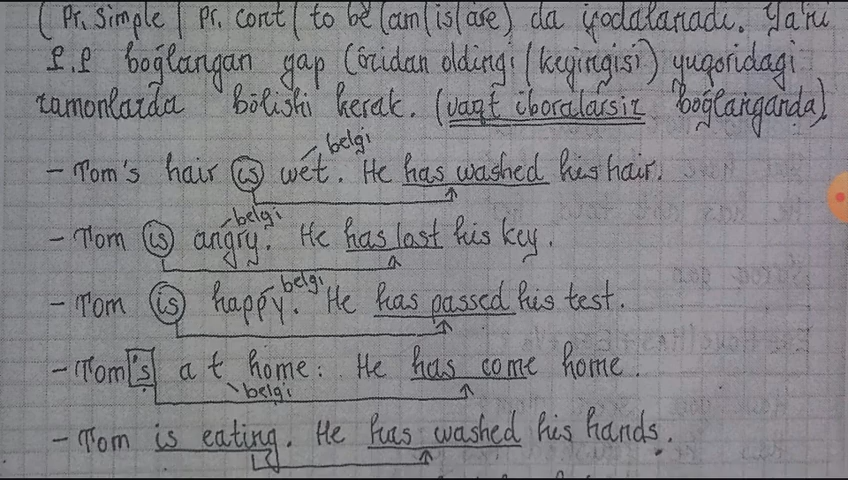 (Pr. Simple | Pr. Cont | to be (am|is|are) da ifodalanadi. Ya'ni
P.P bog'langan gap (o'zidan oldingi / keyingisi) yuqoridagi
zamonlarda bo'lishi kerak. (vaqt iboralarsiz bog'langanda).
belgi
- Tom's hair is wet. He has washed his hair.
belgi
- Tom is angry. He has lost his key.
belgi
- Tom is happy. He has passed his test.
- Tom's at home. He has come home.
belgi
- Tom is eating. He has washed his hands.